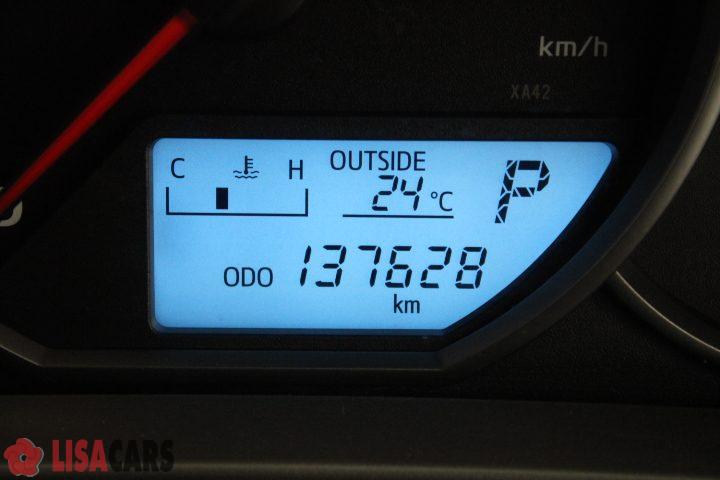 km/h
XA42
C H OUTSIDE
24 °C P
ODO 137628
km
LISACARS